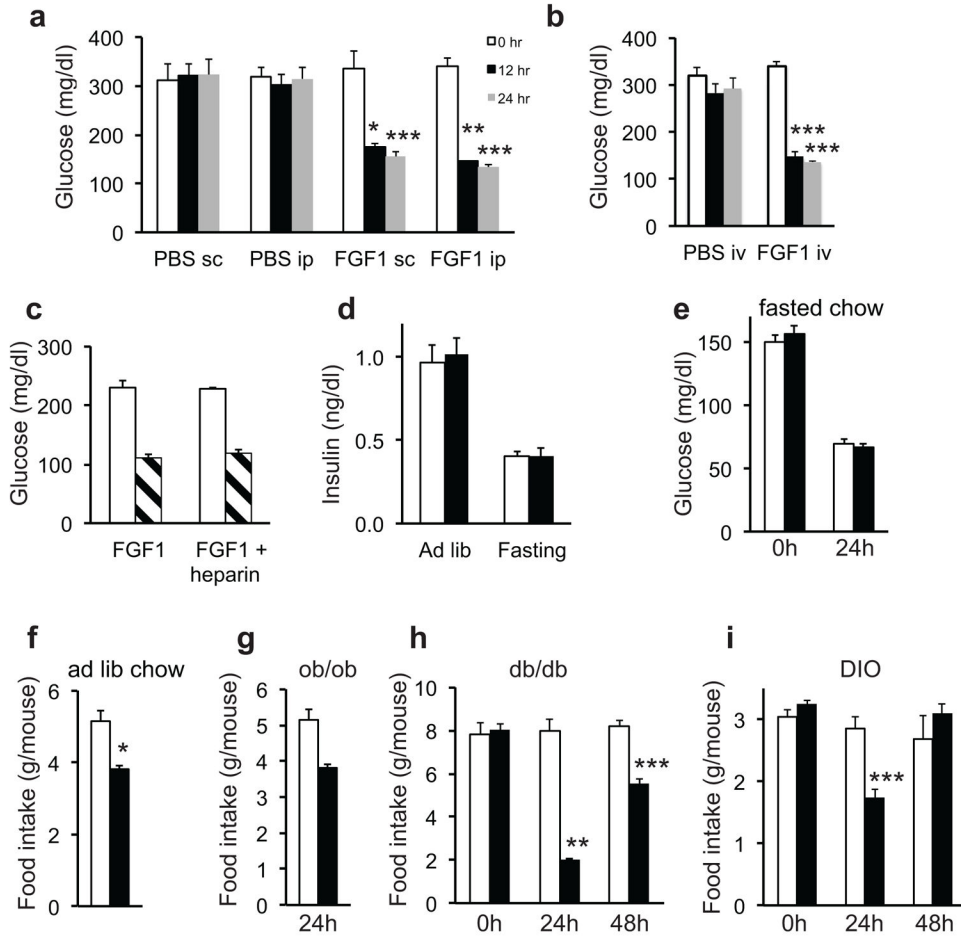 a
Glucose (mg/dl)
400
300
200
300
0
0 hr
12 hr
24 hr
*
***
**
***
PBS sc
PBS ip
FGF1 sc
FGF1 ip
b
Glucose (mg/dl)
400
300
200
300
0
***
***
PBS iv
FGF1 iv
c
Glucose (mg/dl)
300
200
100
0
FGF1
FGF1 +
heparin
d
Insulin (ng/dl)
1.0
0.5
0.0
Ad lib
Fasting
e
fasted chow
Glucose (mg/dl)
150
100
50
0
0h
24h
f
ad lib chow
Food intake (g/mouse)
6
4
2
0
*
g
ob/ob
Food intake (g/mouse)
6
5
4
3
2
1
0
24h
h
db/db
Food intake (g/mouse)
10
8
6
4
2
0
**
***
0h
24h
48h
i
DIO
Food intake (g/mouse)
3
2
1
0
***
0h
24h
48h